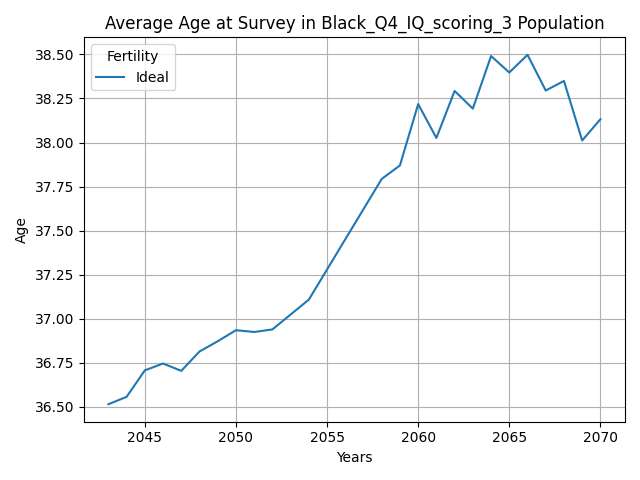 Average Age at Survey in Black_Q4_IQ_scoring_3 Population
Fertility
Ideal
38.50
38.25
38.00
37.75
37.50
37.25
37.00
36.75
36.50
Age
2045 2050 2055 2060 2065 2070
Years